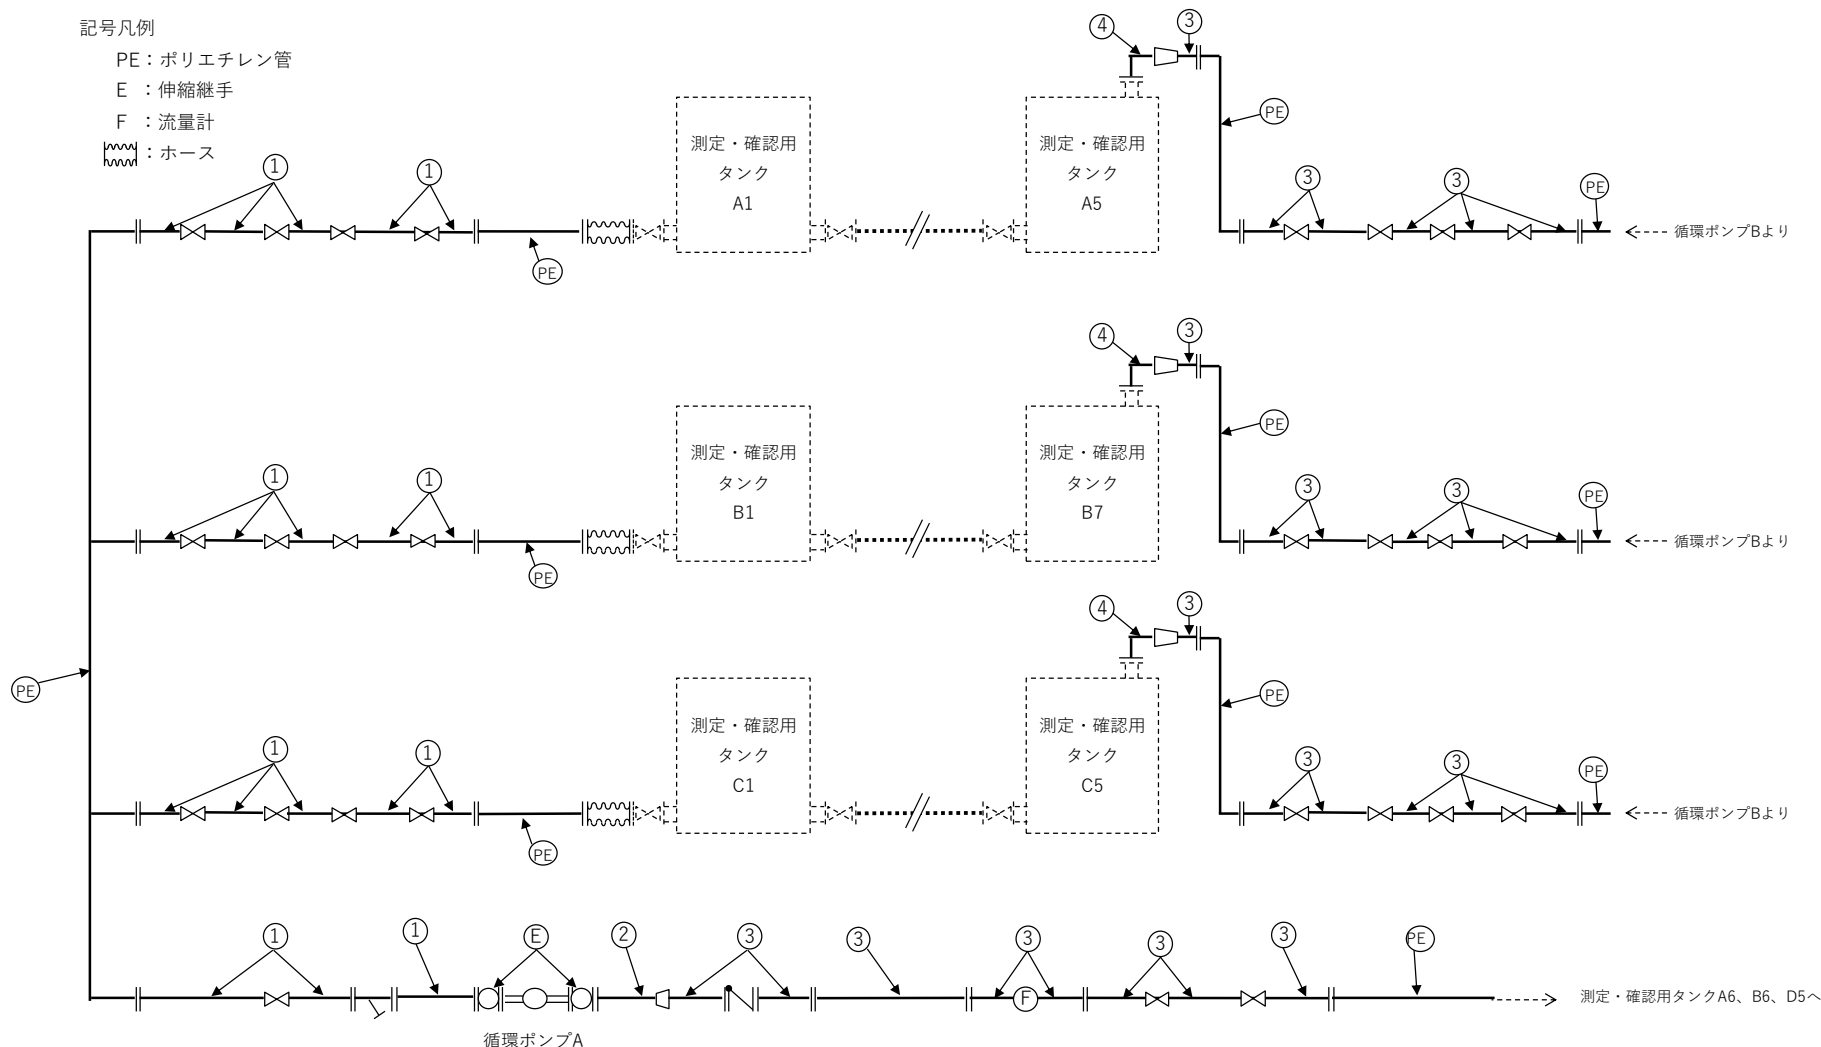 記号凡例
PE：ポリエチレン管
E ：伸縮継手
F ：流量計
：ホース
④ ③
PE
測定・確認用
タンク
A1
測定・確認用
タンク
A5
① ① ③ ③ PE
循環ポンプBより
PE
④ ③
PE
測定・確認用
タンク
B1
測定・確認用
タンク
B7
① ① ③ ③ PE
循環ポンプBより
PE
④ ③
PE
PE
測定・確認用
タンク
C1
測定・確認用
タンク
C5
① ① ③ ③ PE
循環ポンプBより
PE
① ① E ② ③ ③ ③ ③ ③ PE
F
測定・確認用タンクA6、B6、D5へ
循環ポンプA